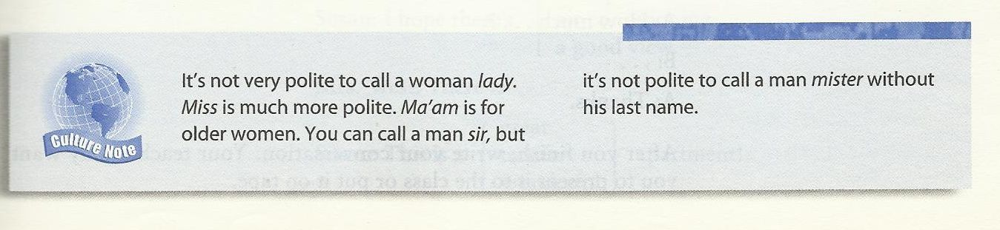 Culture Note
It's not very polite to call a woman lady.
Miss is much more polite. Ma'am is for
older women. You can call a man sir, but
it's not polite to call a man mister without
his last name.